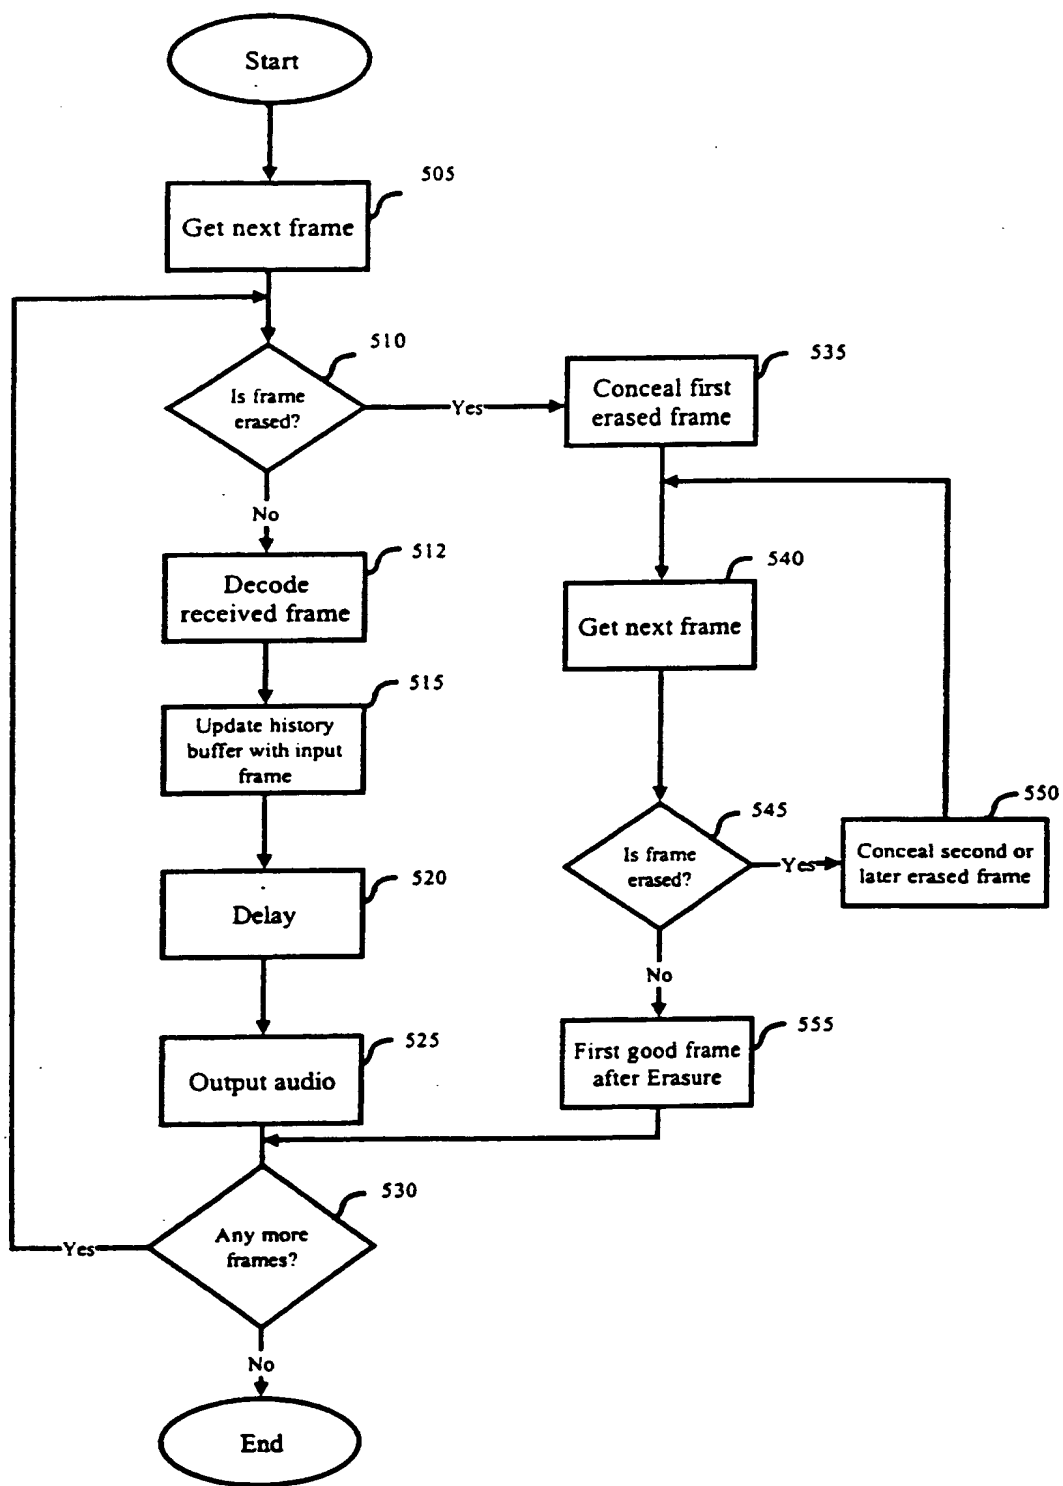 Start
505
Get next frame
510
Is frame
erased?
Yes
535
Conceal first
erased frame
No
512
Decode
received frame
540
Get next frame
515
Update history
buffer with input
frame
545
Is frame
erased?
Yes
550
Conceal second or
later erased frame
520
Delay
No
525
Output audio
555
First good frame
after Erasure
530
Any more
frames?
Yes
No
End